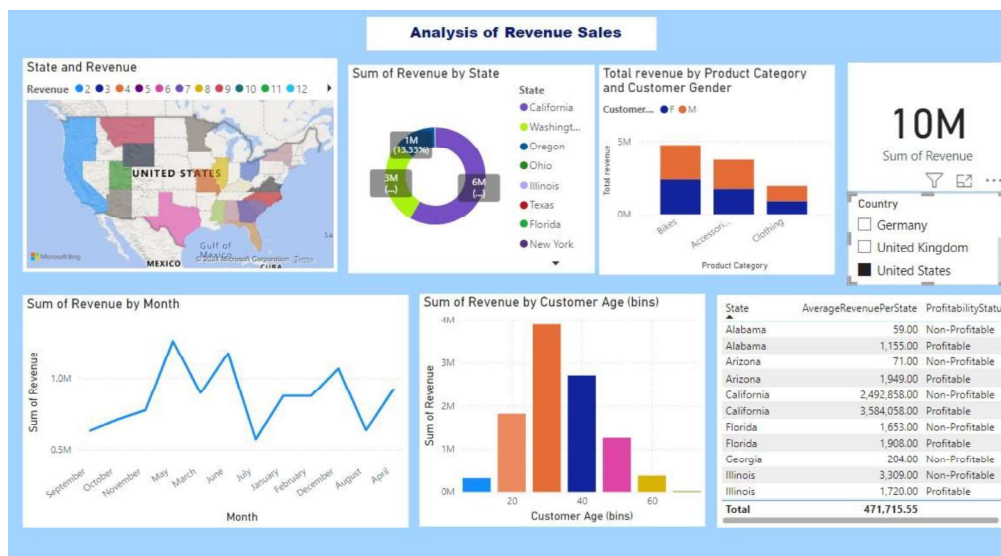 Analysis of Revenue Sales
State and Revenue
Revenue 2 3 4 5 6 7 8 9 10 11 12
UNITED STATES
Gulf of
Mexico
MEXICO
CUBA
Microsoft Bing
© 2024 Microsoft Corporation Terms
Sum of Revenue by State
State
California
Washingt...
Oregon
Ohio
Illinois
Texas
Florida
New York
1M
(13.33%)
3M
(...)
6M
(...)
Total revenue by Product Category
and Customer Gender
Customer... F M
Total revenue
5M
0M
Bikes
Accessori...
Clothing
Product Category
10M
Sum of Revenue
Country
Germany
United Kingdom
United States
Sum of Revenue by Month
Sum of Revenue
1.0M
0.5M
September
October
November
May
March
June
July
January
February
December
August
April
Month
Sum of Revenue by Customer Age (bins)
Sum of Revenue
4M
3M
2M
1M
0M
20 40 60
Customer Age (bins)
State AverageRevenuePerState ProfitabilityStatu
Alabama 59.00 Non-Profitable
Alabama 1,155.00 Profitable
Arizona 71.00 Non-Profitable
Arizona 1,949.00 Profitable
California 2,492,858.00 Non-Profitable
California 3,584,058.00 Profitable
Florida 1,653.00 Non-Profitable
Florida 1,908.00 Profitable
Georgia 204.00 Non-Profitable
Illinois 3,309.00 Non-Profitable
Illinois 1,720.00 Profitable
Total 471,715.55